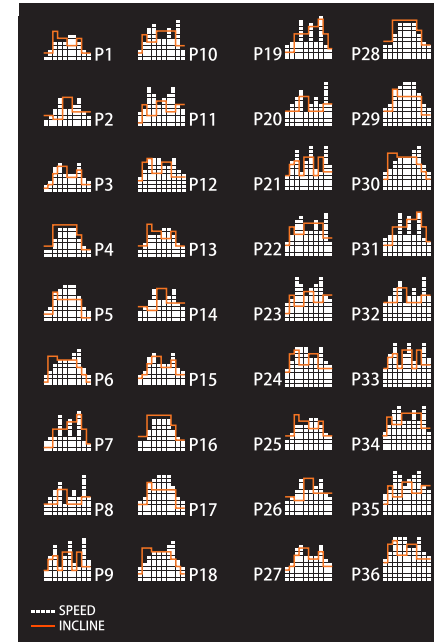 P1 P10 P19 P28
P2 P11 P20 P29
P3 P12 P21 P30
P4 P13 P22 P31
P5 P14 P23 P32
P6 P15 P24 P33
P7 P16 P25 P34
P8 P17 P26 P35
P9 P18 P27 P36
SPEED
INCLINE